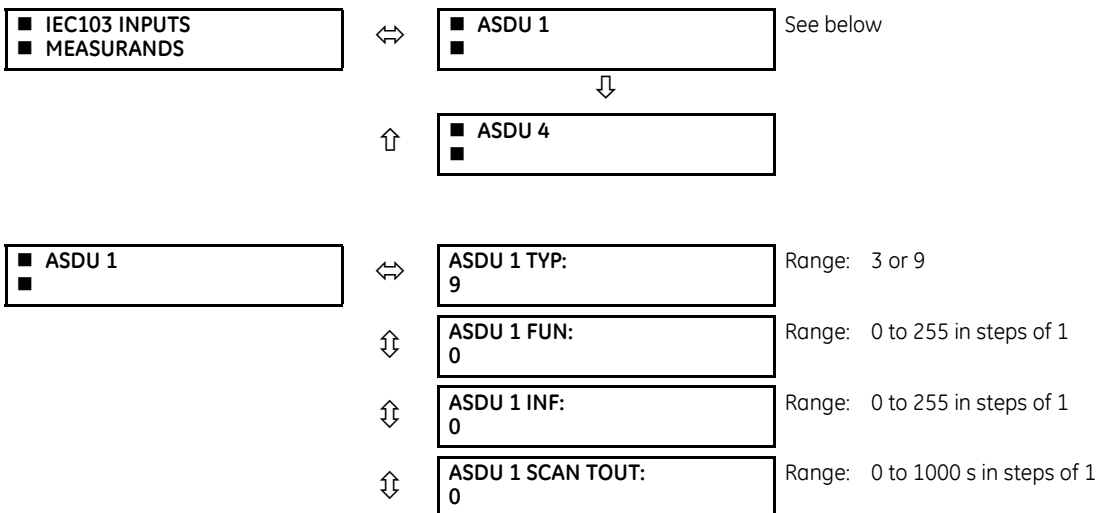 ■ IEC103 INPUTS
■ MEASURANDS
■ ASDU 1
■
See below
■ ASDU 4
■
■ ASDU 1
■
ASDU 1 TYP:
9
Range: 3 or 9
ASDU 1 FUN:
0
Range: 0 to 255 in steps of 1
ASDU 1 INF:
0
Range: 0 to 255 in steps of 1
ASDU 1 SCAN TOUT:
0
Range: 0 to 1000 s in steps of 1